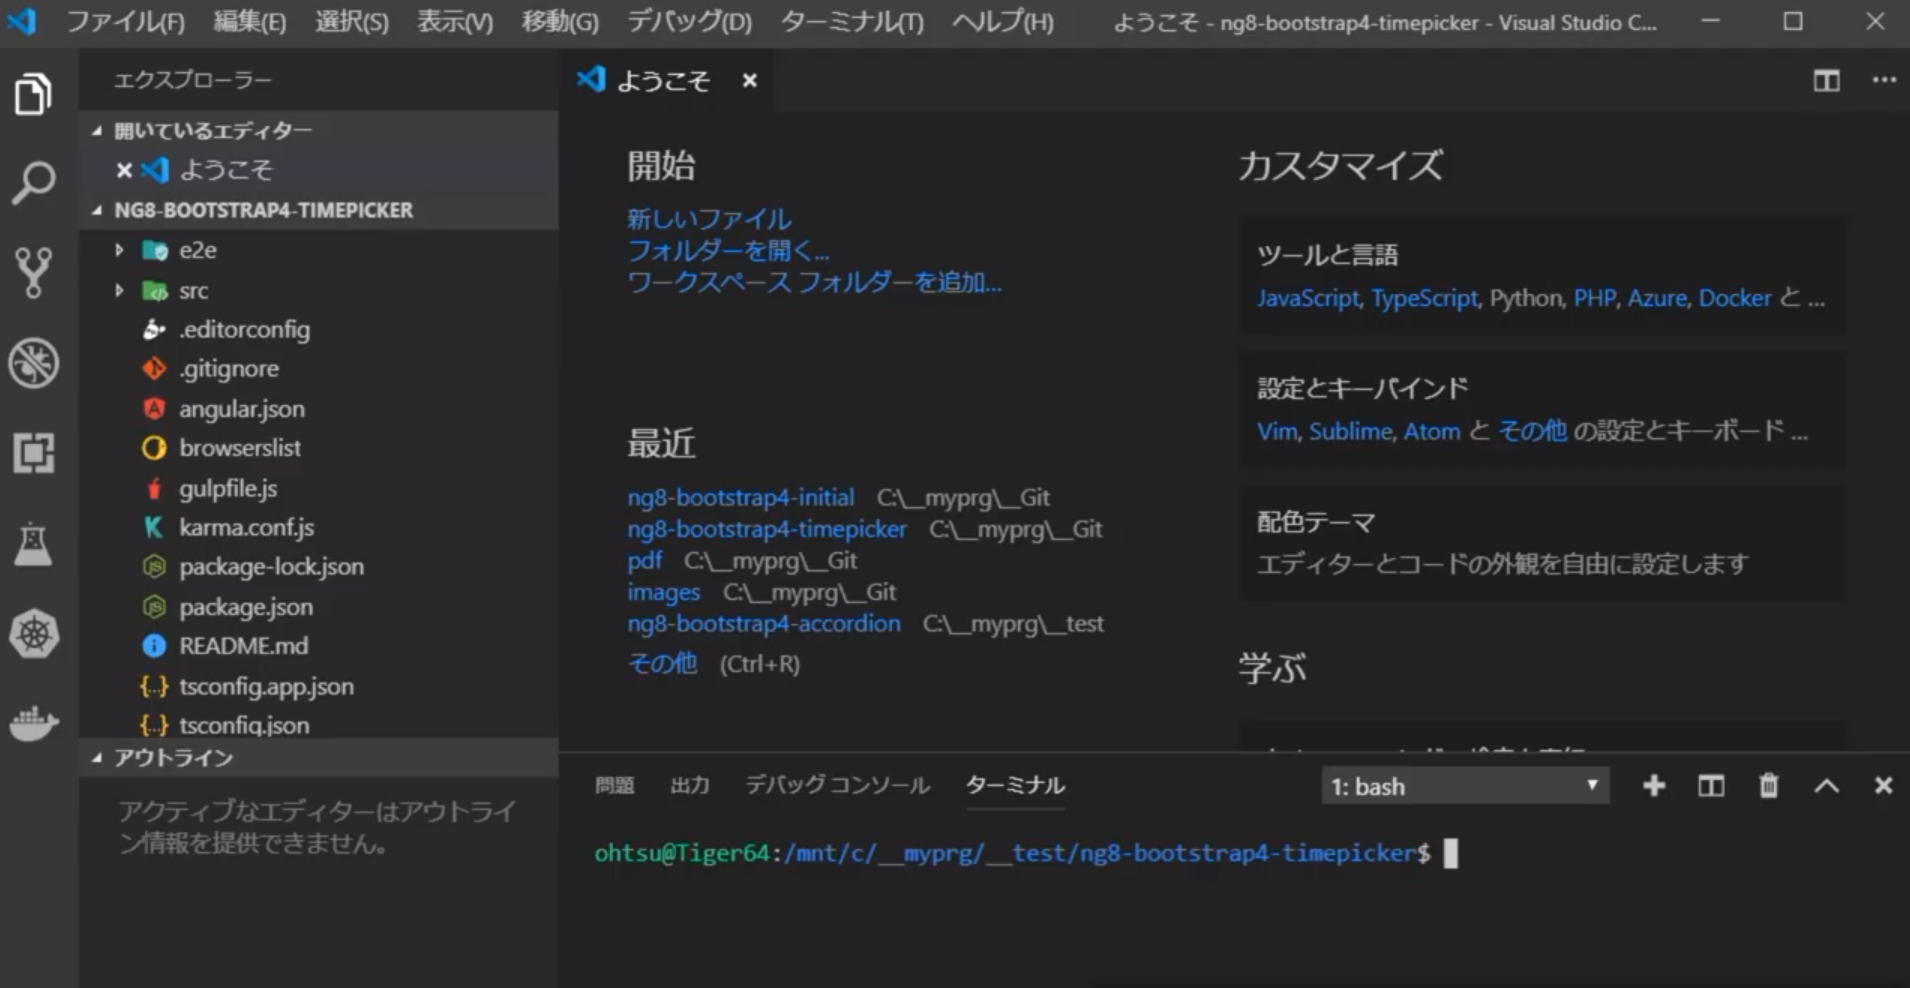 ファイル(F) 編集(E) 選択(S) 表示(V) 移動(G) デバッグ(D) ターミナル(T) ヘルプ(H) ようこそ - ng8-bootstrap4-timepicker - Visual Studio C...
エクスプローラー
開いているエディター
ようこそ
NG8-BOOTSTRAP4-TIMEPICKER
e2e
src
.editorconfig
.gitignore
angular.json
browserslist
gulpfile.js
karma.conf.js
package-lock.json
package.json
README.md
tsconfig.app.json
tsconfig.json
アウトライン
アクティブなエディターはアウトライ
ン情報を提供できません。
ようこそ
開始
新しいファイル
フォルダーを開く...
ワークスペース フォルダーを追加...
最近
ng8-bootstrap4-initial C:\__myprg\__Git
ng8-bootstrap4-timepicker C:\__myprg\__Git
pdf C:\__myprg\__Git
images C:\__myprg\__Git
ng8-bootstrap4-accordion C:\__myprg\__test
その他 (Ctrl+R)
カスタマイズ
ツールと言語
JavaScript, TypeScript, Python, PHP, Azure, Docker と ...
設定とキーバインド
Vim, Sublime, Atom と その他 の設定とキーボード ...
配色テーマ
エディターとコードの外観を自由に設定します
学ぶ
問題 出力 デバッグ コンソール ターミナル 1: bash
ohtsu@Tiger64:/mnt/c/__myprg/__test/ng8-bootstrap4-timepicker$